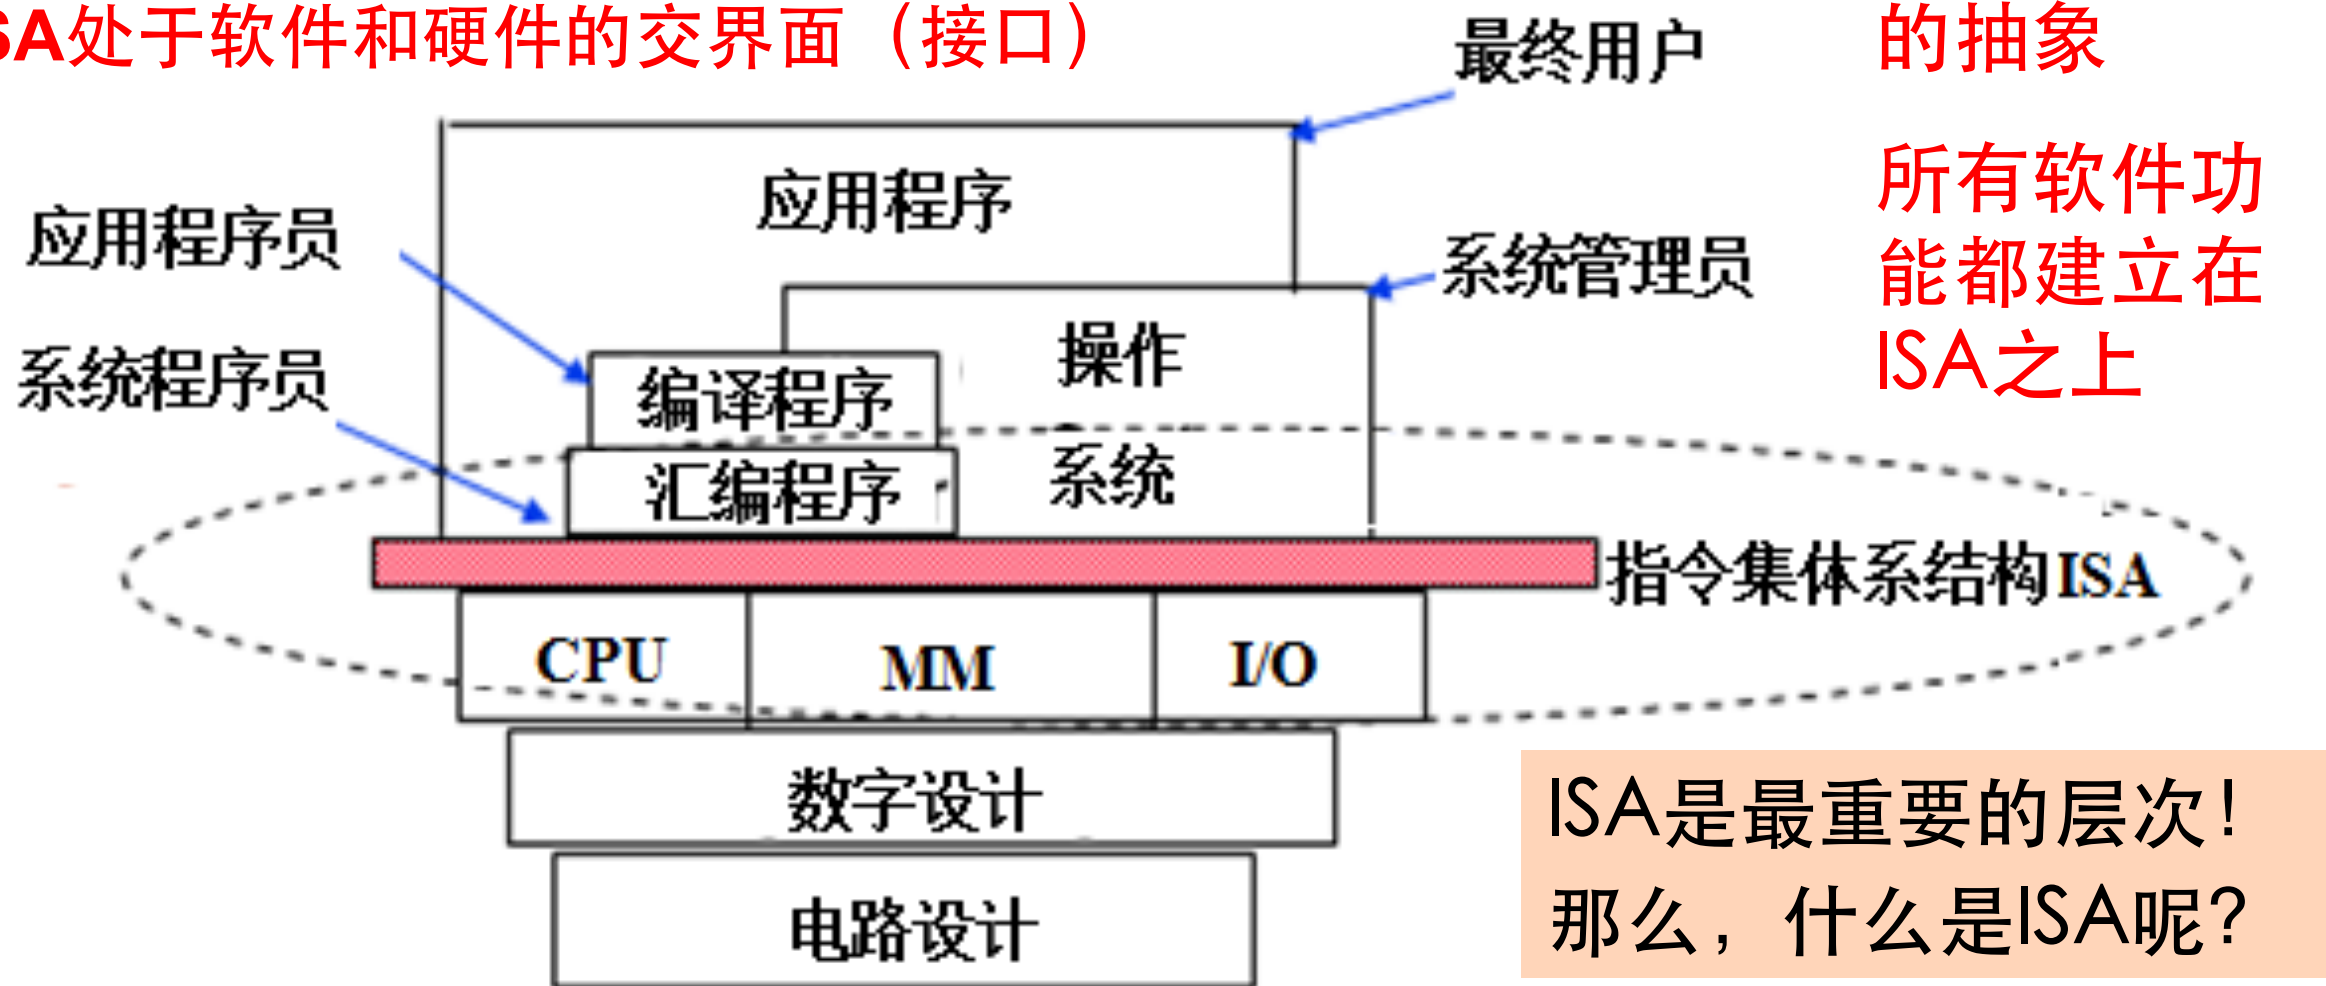 SA处于软件和硬件的交界面（接口）
最终用户
的抽象
应用程序
所有软件功
能都建立在
ISA之上
应用程序员
系统管理员
操作
系统程序员
编译程序
系统
汇编程序
指令集体系结构ISA
CPU
MM
I/O
数字设计
ISA是最重要的层次！
那么，什么是ISA呢？
电路设计